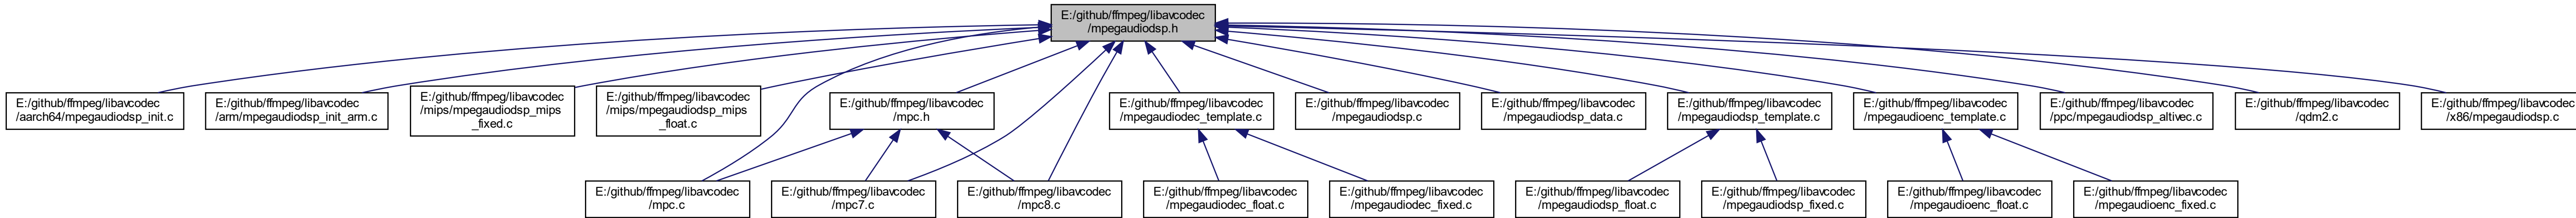 E:/github/ffmpeg/libavcodec
/mpegaudiodsp.h
E:/github/ffmpeg/libavcodec
/aarch64/mpegaudiodsp_init.c
E:/github/ffmpeg/libavcodec
/arm/mpegaudiodsp_init_arm.c
E:/github/ffmpeg/libavcodec
/mips/mpegaudiodsp_mips
_fixed.c
E:/github/ffmpeg/libavcodec
/mips/mpegaudiodsp_mips
_float.c
E:/github/ffmpeg/libavcodec
/mpc.h
E:/github/ffmpeg/libavcodec
/mpegaudiodec_template.c
E:/github/ffmpeg/libavcodec
/mpegaudiodsp.c
E:/github/ffmpeg/libavcodec
/mpegaudiodsp_data.c
E:/github/ffmpeg/libavcodec
/mpegaudiodsp_template.c
E:/github/ffmpeg/libavcodec
/mpegaudioenc_template.c
E:/github/ffmpeg/libavcodec
/ppc/mpegaudiodsp_altivec.c
E:/github/ffmpeg/libavcodec
/qdm2.c
E:/github/ffmpeg/libavcodec
/x86/mpegaudiodsp.c
E:/github/ffmpeg/libavcodec
/mpc.c
E:/github/ffmpeg/libavcodec
/mpc7.c
E:/github/ffmpeg/libavcodec
/mpc8.c
E:/github/ffmpeg/libavcodec
/mpegaudiodec_float.c
E:/github/ffmpeg/libavcodec
/mpegaudiodec_fixed.c
E:/github/ffmpeg/libavcodec
/mpegaudiodsp_float.c
E:/github/ffmpeg/libavcodec
/mpegaudiodsp_fixed.c
E:/github/ffmpeg/libavcodec
/mpegaudioenc_float.c
E:/github/ffmpeg/libavcodec
/mpegaudioenc_fixed.c